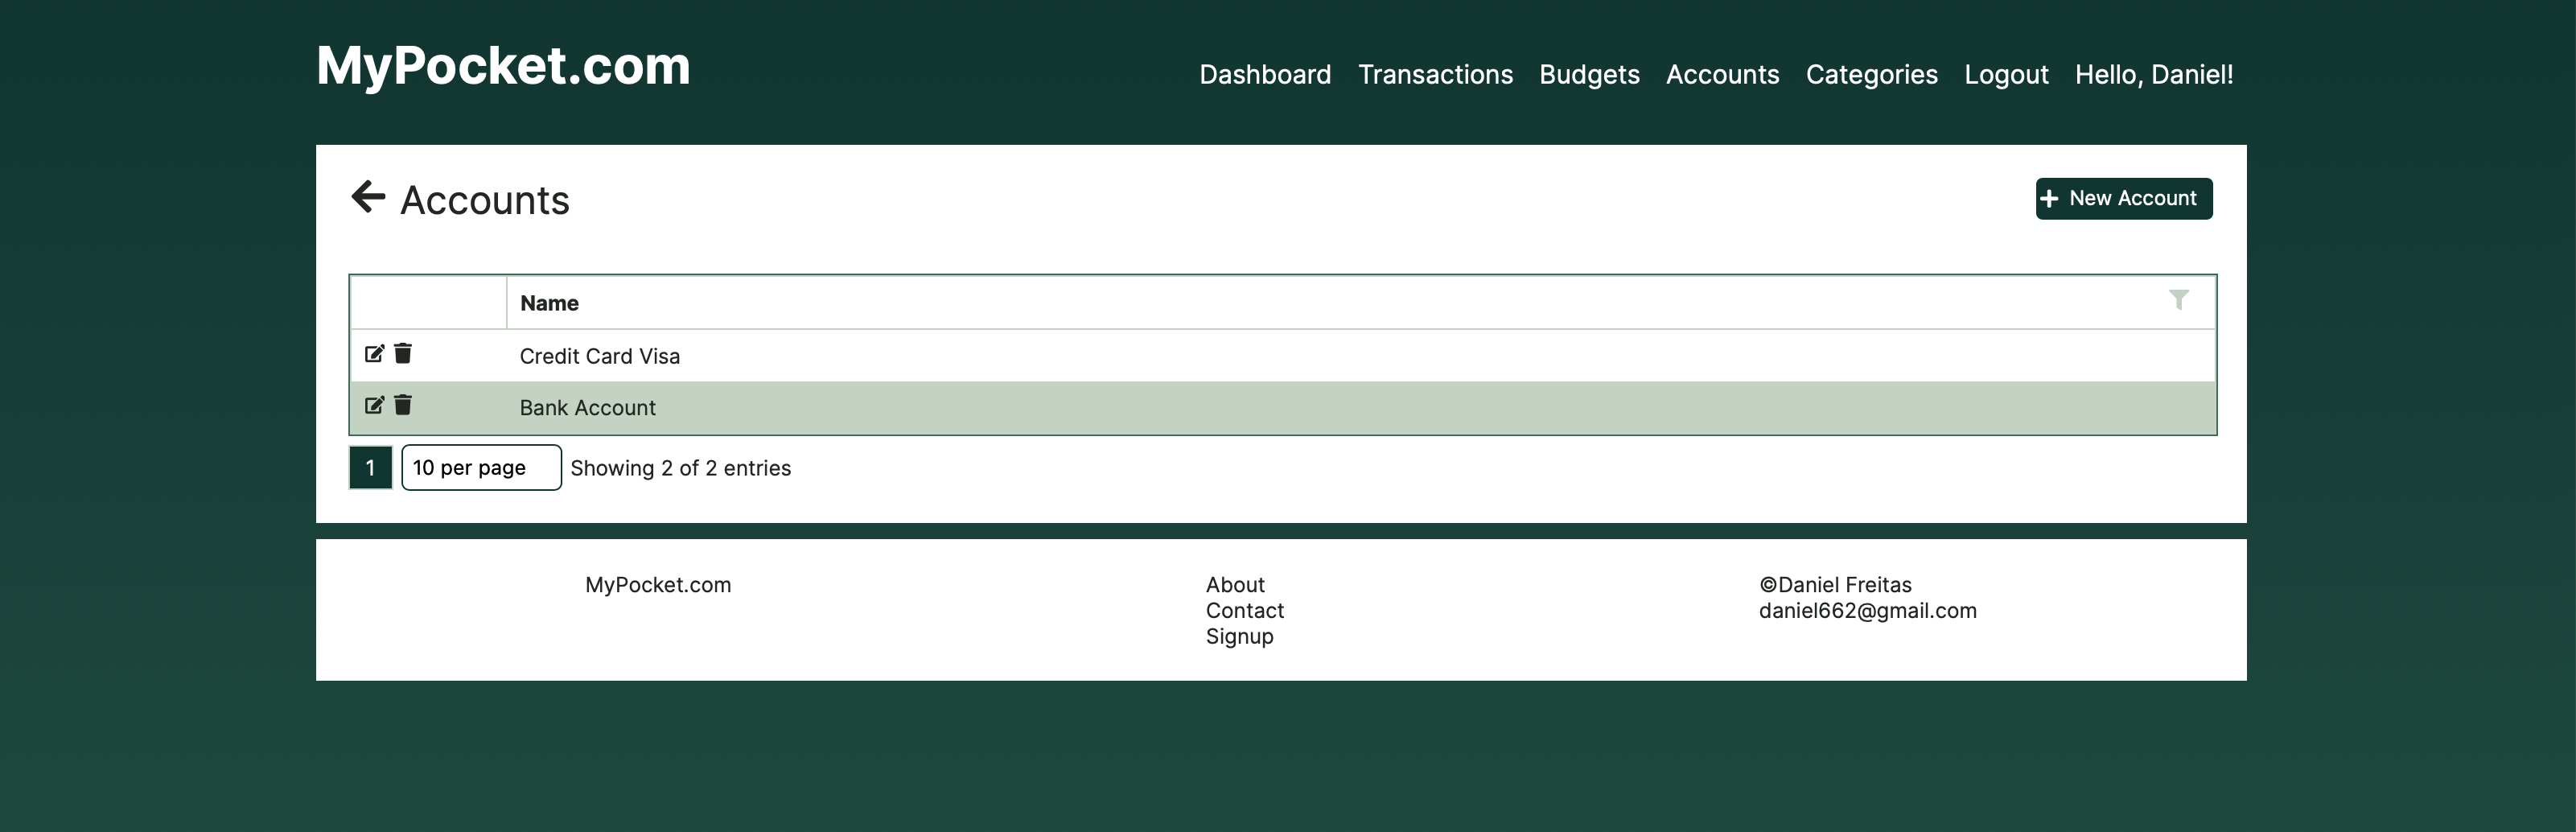 MyPocket.com
Dashboard Transactions Budgets Accounts Categories Logout Hello, Daniel!
Accounts
New Account
Name
Credit Card Visa
Bank Account
1 10 per page Showing 2 of 2 entries
MyPocket.com
About
Contact
Signup
©Daniel Freitas
daniel662@gmail.com